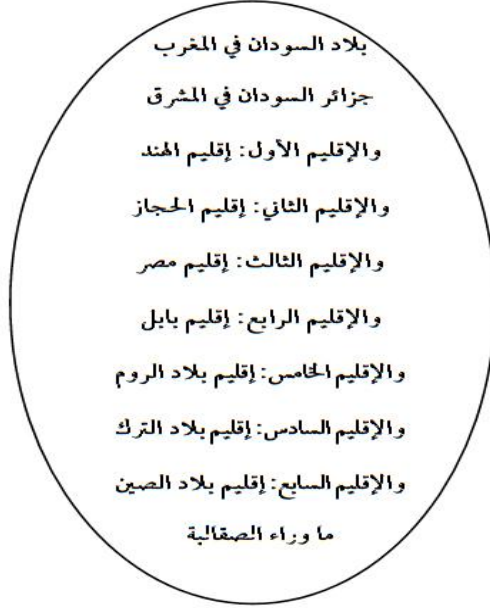 بلاد السودان في المغرب
جزائر السودان في المشرق
والإقليم الأول: إقليم الهند
والإقليم الثاني: إقليم الحجاز
والإقليم الثالث: إقليم مصر
والإقليم الرابع: إقليم بابل
والإقليم الخامس: إقليم بلاد الروم
والإقليم السادس: إقليم بلاد الترك
والإقليم السابع: إقليم بلاد الصين
ما وراء الصقالبة